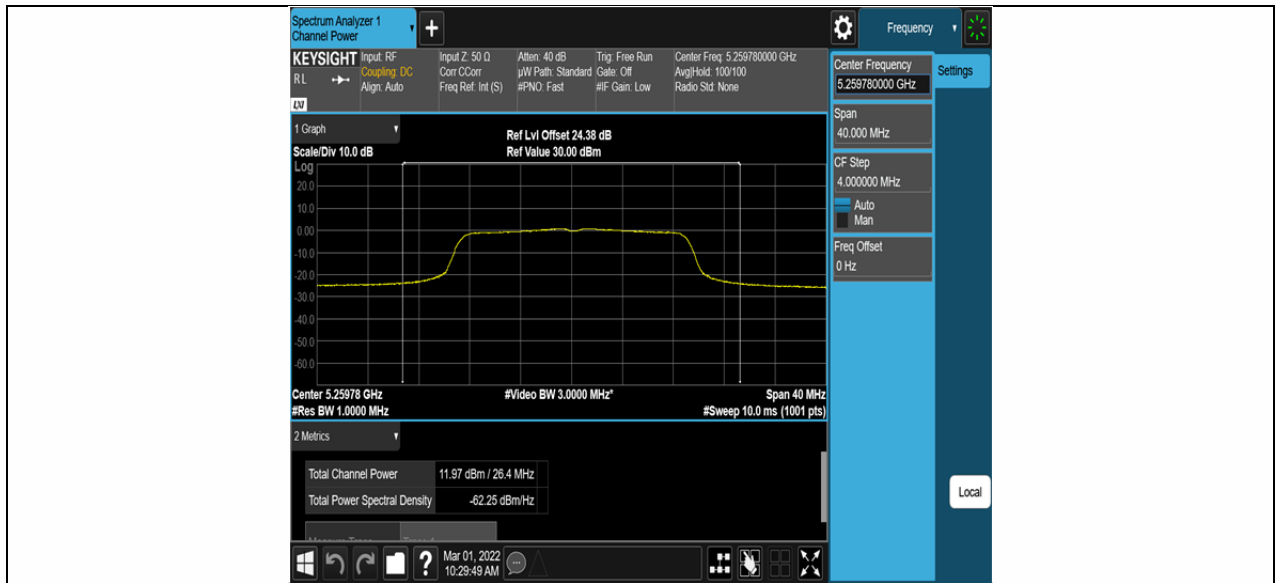 Spectrum Analyzer 1
Channel Power
+
Frequency
KEYSIGHT Input: RF
Coupling: DC
Align: Auto
RL
LXI
Input Z: 50 Ω
Corr CCorr
Freq Ref: Int (S)
Atten: 40 dB
µW Path: Standard
#PNO: Fast
Trig: Free Run
Gate: Off
#IF Gain: Low
Center Freq: 5.259780000 GHz
Avg|Hold: 100/100
Radio Std: None
Center Frequency
5.259780000 GHz
Settings
Span
40.000 MHz
CF Step
4.000000 MHz
Auto
Man
Freq Offset
0 Hz
Local
1 Graph
Scale/Div 10.0 dB
Ref Lvl Offset 24.38 dB
Ref Value 30.00 dBm
Log
20.0
10.0
0.00
-10.0
-20.0
-30.0
-40.0
-50.0
-60.0
Center 5.25978 GHz
#Video BW 3.0000 MHz*
Span 40 MHz
#Res BW 1.0000 MHz
#Sweep 10.0 ms (1001 pts)
2 Metrics
Total Channel Power 11.97 dBm / 26.4 MHz
Total Power Spectral Density -62.25 dBm/Hz
?
Mar 01, 2022
10:29:49 AM